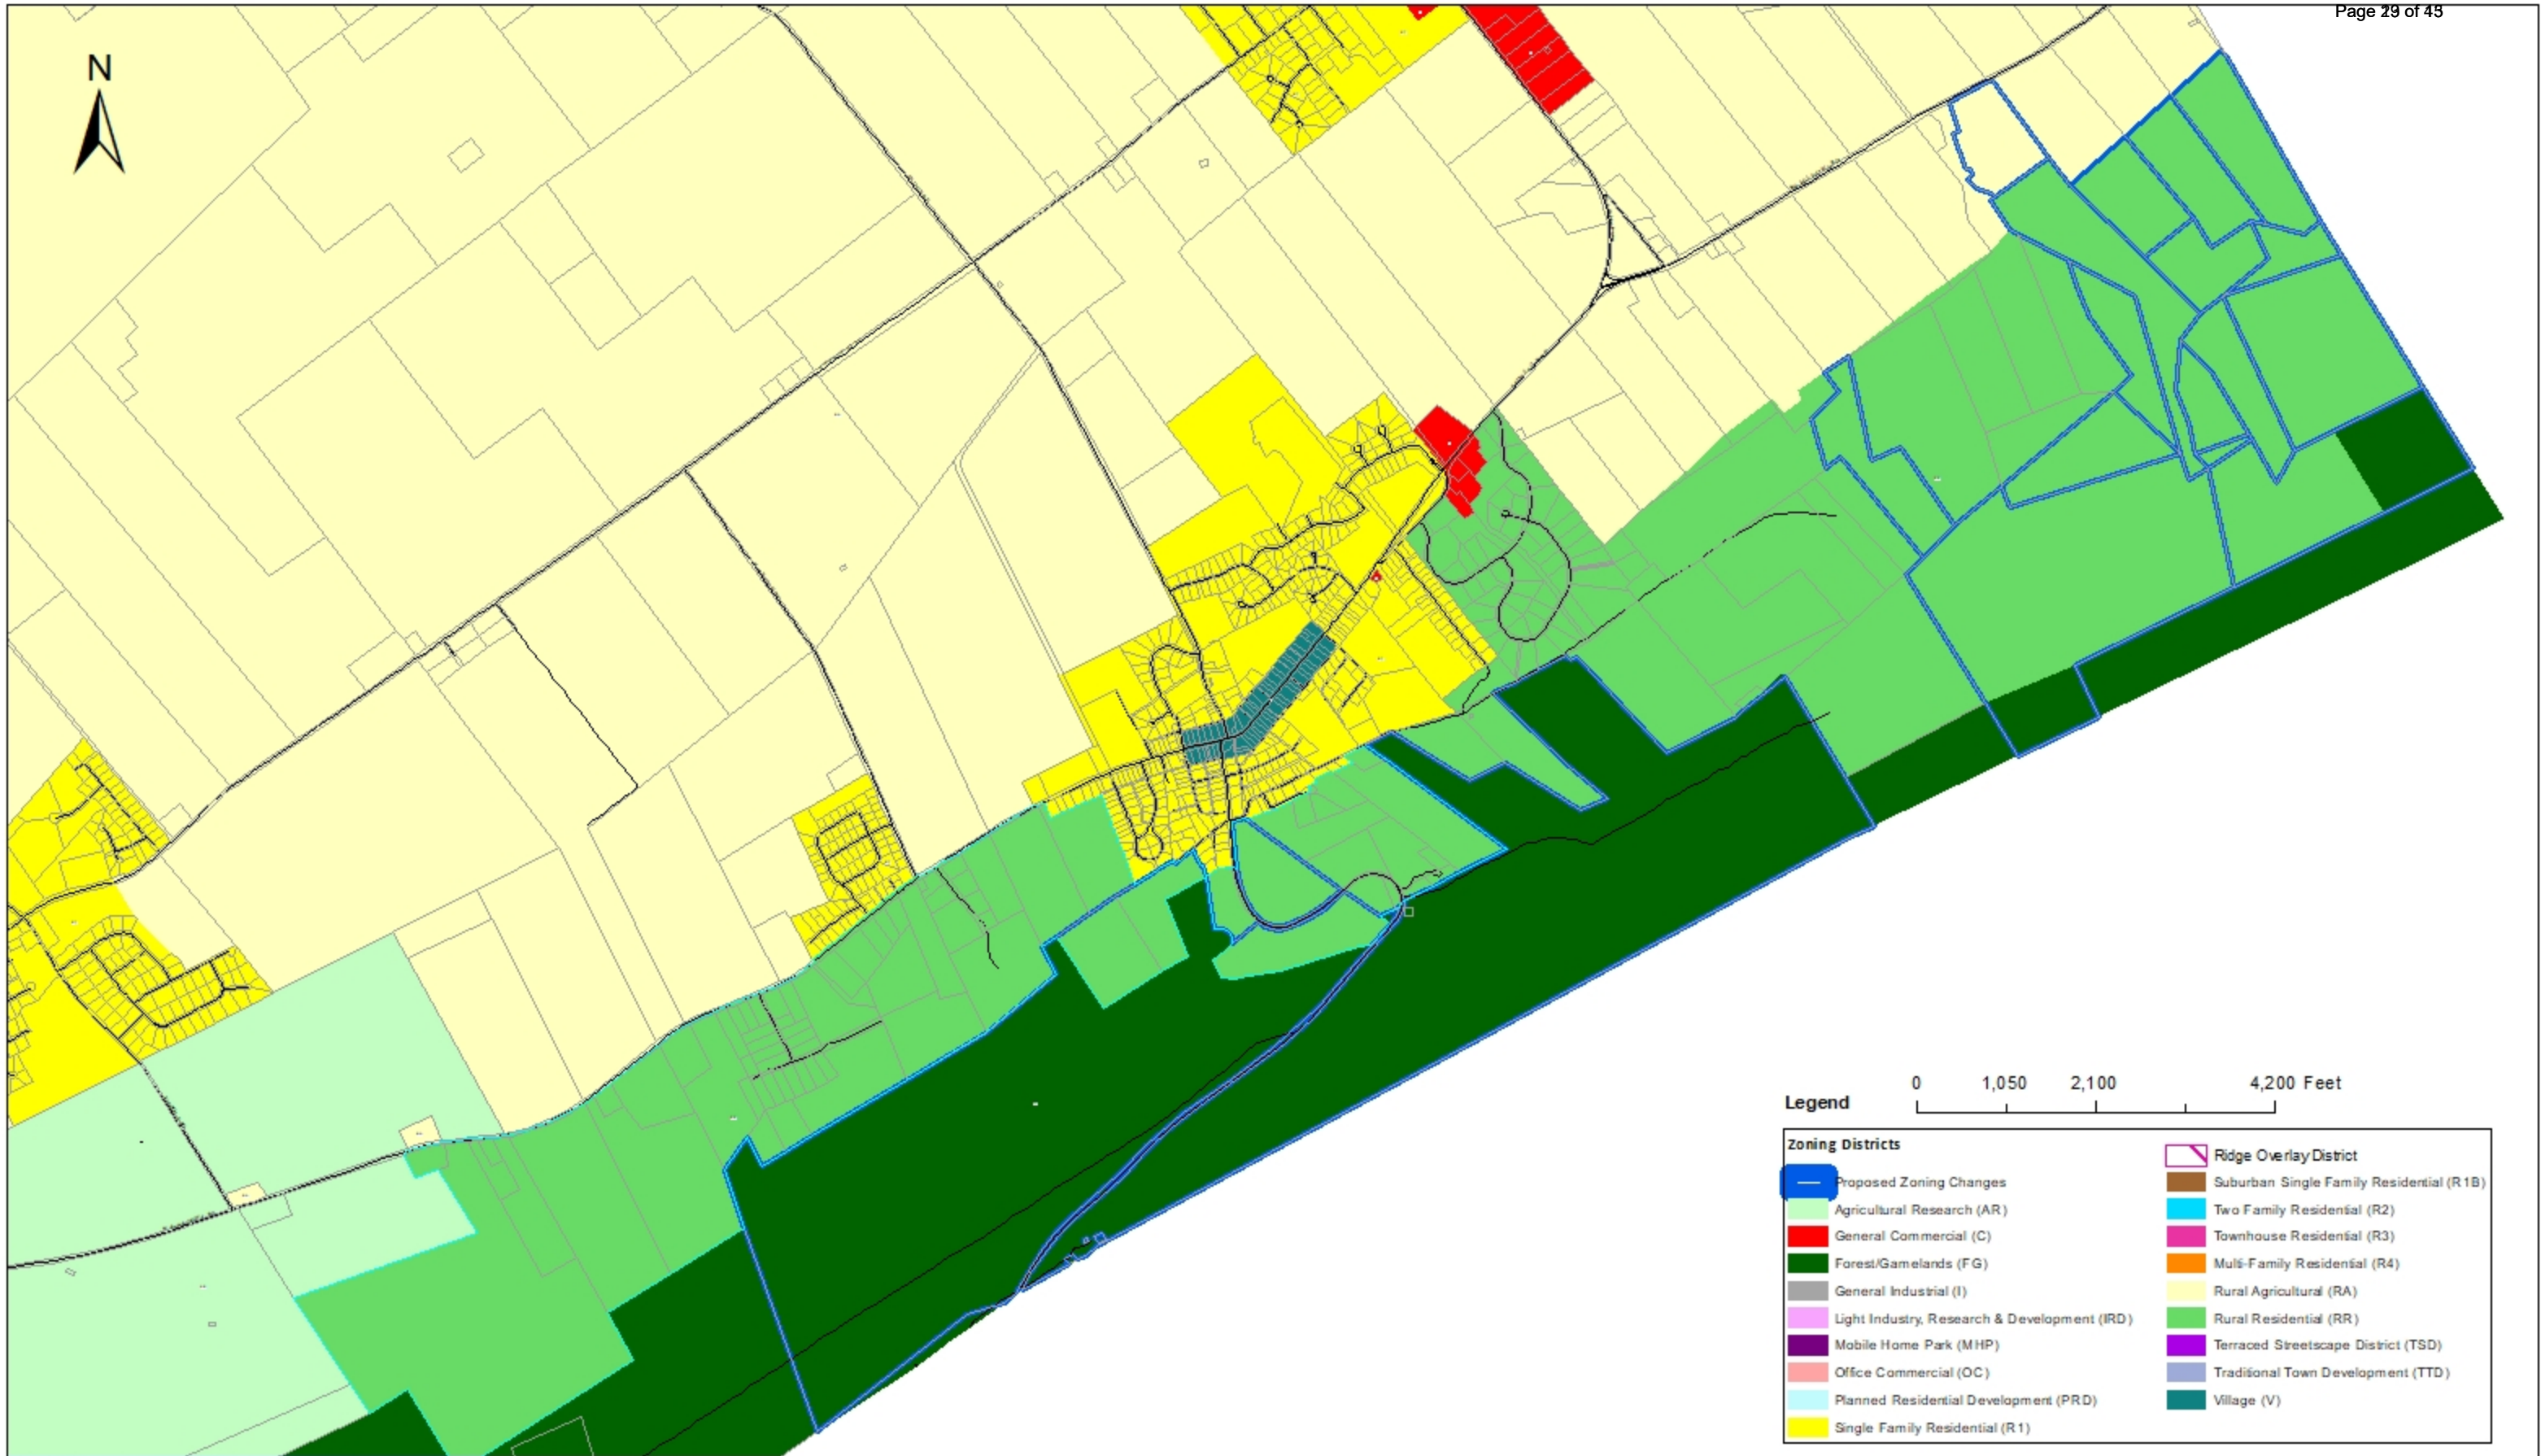 N
0 1,050 2,100 4,200 Feet
Legend
Zoning Districts
Proposed Zoning Changes
Agricultural Research (AR)
General Commercial (C)
Forest/Gamelands (FG)
General Industrial (I)
Light Industry, Research & Development (IRD)
Mobile Home Park (MHP)
Office Commercial (OC)
Planned Residential Development (PRD)
Single Family Residential (R1)
Ridge Overlay District
Suburban Single Family Residential (R1B)
Two Family Residential (R2)
Townhouse Residential (R3)
Multi-Family Residential (R4)
Rural Agricultural (RA)
Rural Residential (RR)
Terraced Streetscape District (TSD)
Traditional Town Development (TTD)
Village (V)